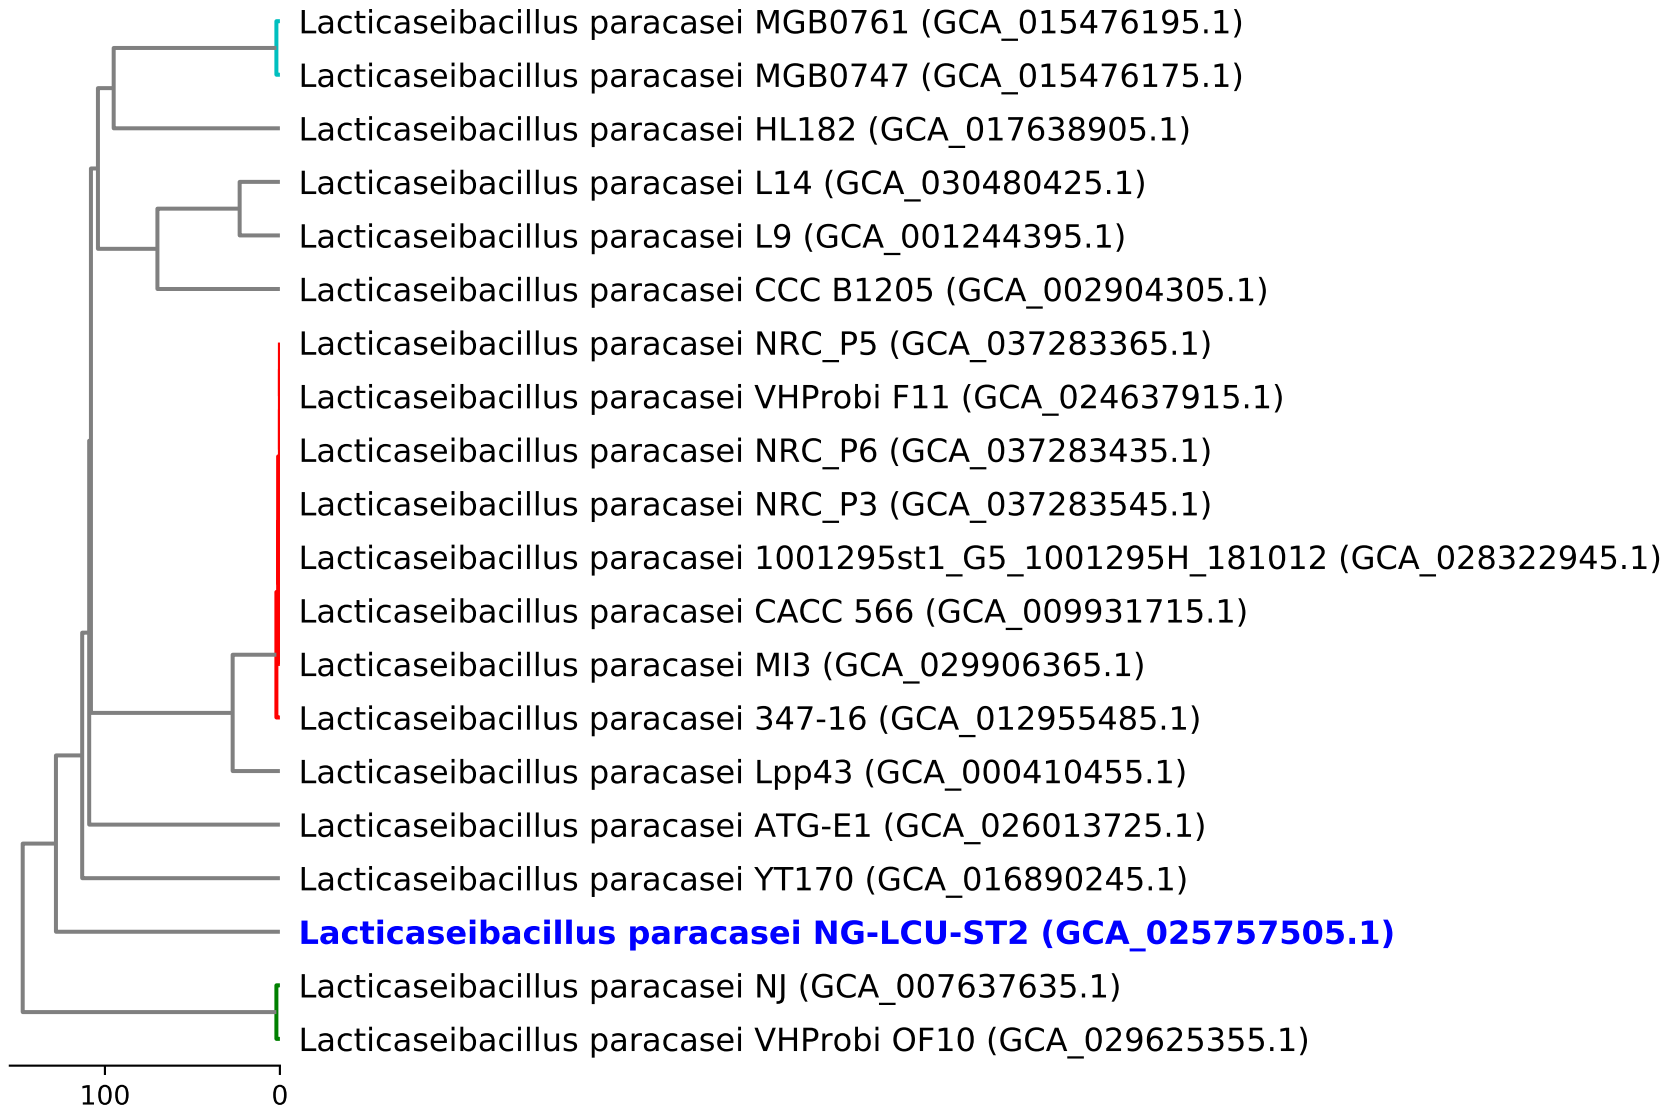 Lacticaseibacillus paracasei MGB0761 (GCA_015476195.1)
Lacticaseibacillus paracasei MGB0747 (GCA_015476175.1)
Lacticaseibacillus paracasei HL182 (GCA_017638905.1)
Lacticaseibacillus paracasei L14 (GCA_030480425.1)
Lacticaseibacillus paracasei L9 (GCA_001244395.1)
Lacticaseibacillus paracasei CCC B1205 (GCA_002904305.1)
Lacticaseibacillus paracasei NRC_P5 (GCA_037283365.1)
Lacticaseibacillus paracasei VHProbi F11 (GCA_024637915.1)
Lacticaseibacillus paracasei NRC_P6 (GCA_037283435.1)
Lacticaseibacillus paracasei NRC_P3 (GCA_037283545.1)
Lacticaseibacillus paracasei 1001295st1_G5_1001295H_181012 (GCA_028322945.1)
Lacticaseibacillus paracasei CACC 566 (GCA_009931715.1)
Lacticaseibacillus paracasei MI3 (GCA_029906365.1)
Lacticaseibacillus paracasei 347-16 (GCA_012955485.1)
Lacticaseibacillus paracasei Lpp43 (GCA_000410455.1)
Lacticaseibacillus paracasei ATG-E1 (GCA_026013725.1)
Lacticaseibacillus paracasei YT170 (GCA_016890245.1)
Lacticaseibacillus paracasei NG-LCU-ST2 (GCA_025757505.1)
Lacticaseibacillus paracasei NJ (GCA_007637635.1)
Lacticaseibacillus paracasei VHProbi OF10 (GCA_029625355.1)
100 0